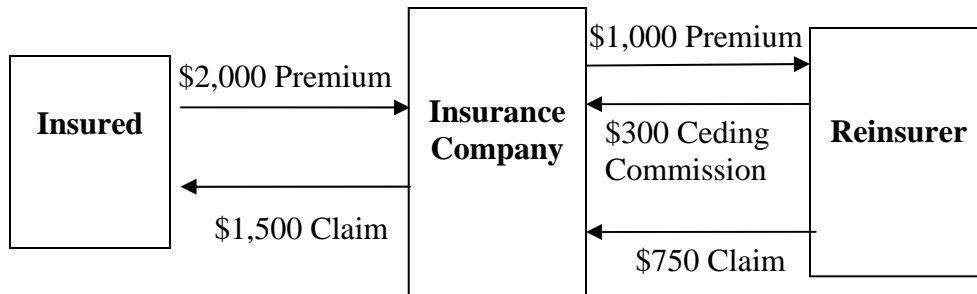 Insured
$2,000 Premium
$1,500 Claim
Insurance
Company
$1,000 Premium
$300 Ceding
Commission
$750 Claim
Reinsurer